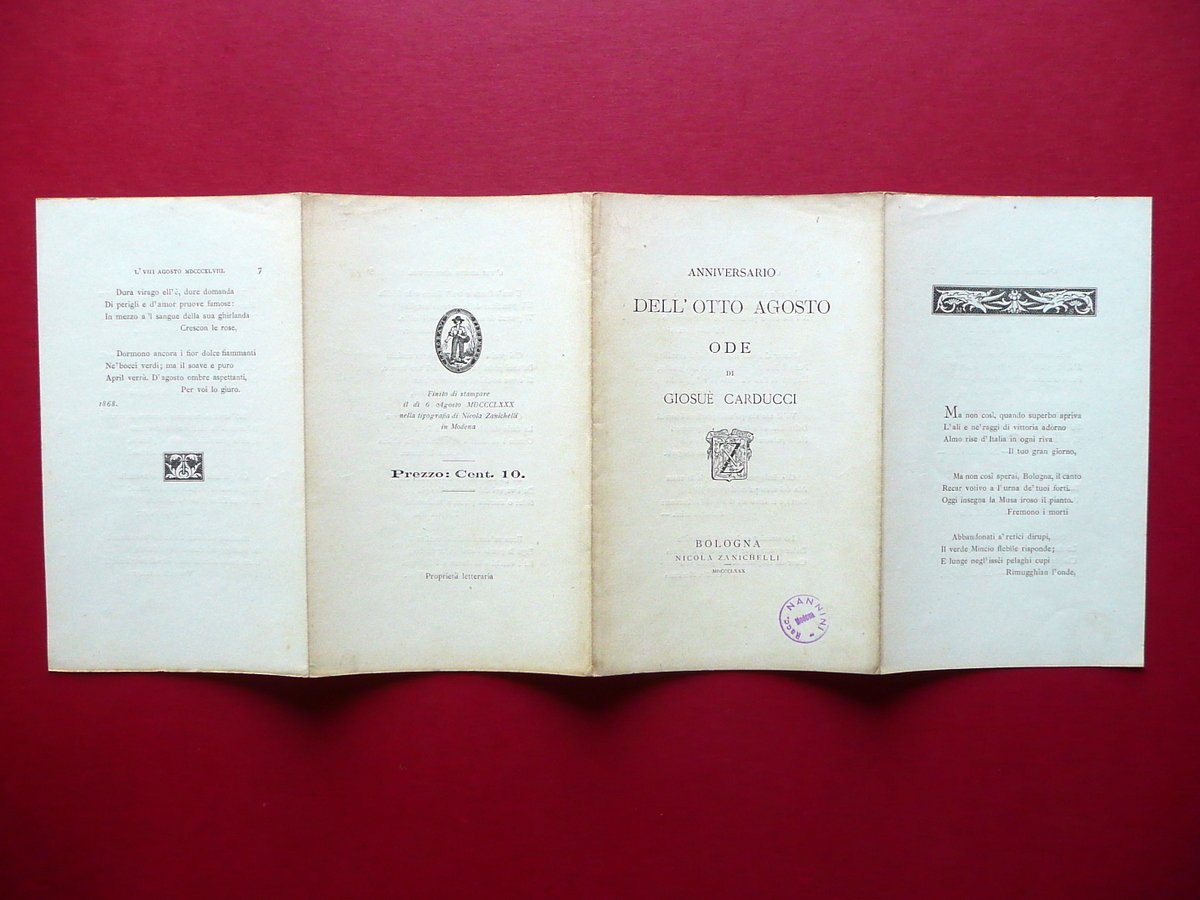 L' VIII AGOSTO MDCCCXLVIII. 7
Dura virago ell'è, dure domanda
Di perigli e d'amor pruove famose:
In mezzo a 'l sangue della sua ghirlanda
Crescon le rose.
Dormono ancora i fior dolce fiammanti
Ne' bocci verdi; ma il soave e puro
April verrà. D'agosto ombre aspettanti,
Per voi lo giuro.
1868.
Finito di stampare
il dì 6 Agosto MDCCCLXXX
nella tipografia di Nicola Zanichelli
in Modena
Prezzo: Cent. 10.
Proprietà letteraria
ANNIVERSARIO
DELL' OTTO AGOSTO
ODE
DI
GIOSUÈ CARDUCCI
BOLOGNA
NICOLA ZANICHELLI
MDCCCLXXX
Racc. NANNINI
Modena
Ma non così, quando superbo apriva
L'ali e ne' raggi di vittoria adorno
Almo rise d'Italia in ogni riva
Il tuo gran giorno,
Ma non così sperai, Bologna, il canto
Recar votivo a l'urna de' tuoi forti.
Oggi insegna la Musa iroso il pianto.
Fremono i morti
Abbandonati a' retici dirupi,
Il verde Mincio flebile risponde;
E lunge negl'issèi pelaghi cupi
Rimugghian l'onde,